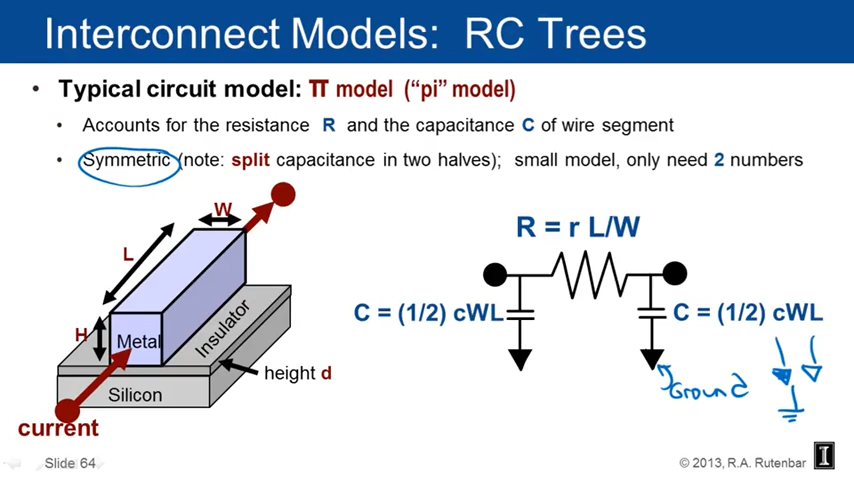 Interconnect Models: RC Trees
• Typical circuit model: π model ("pi" model)
• Accounts for the resistance R and the capacitance C of wire segment
• Symmetric (note: split capacitance in two halves); small model, only need 2 numbers
W
L
H
Metal
Insulator
Silicon
height d
current
R = r L/W
C = (1/2) cWL
C = (1/2) cWL
Ground
Slide 64
© 2013, R.A. Rutenbar
I